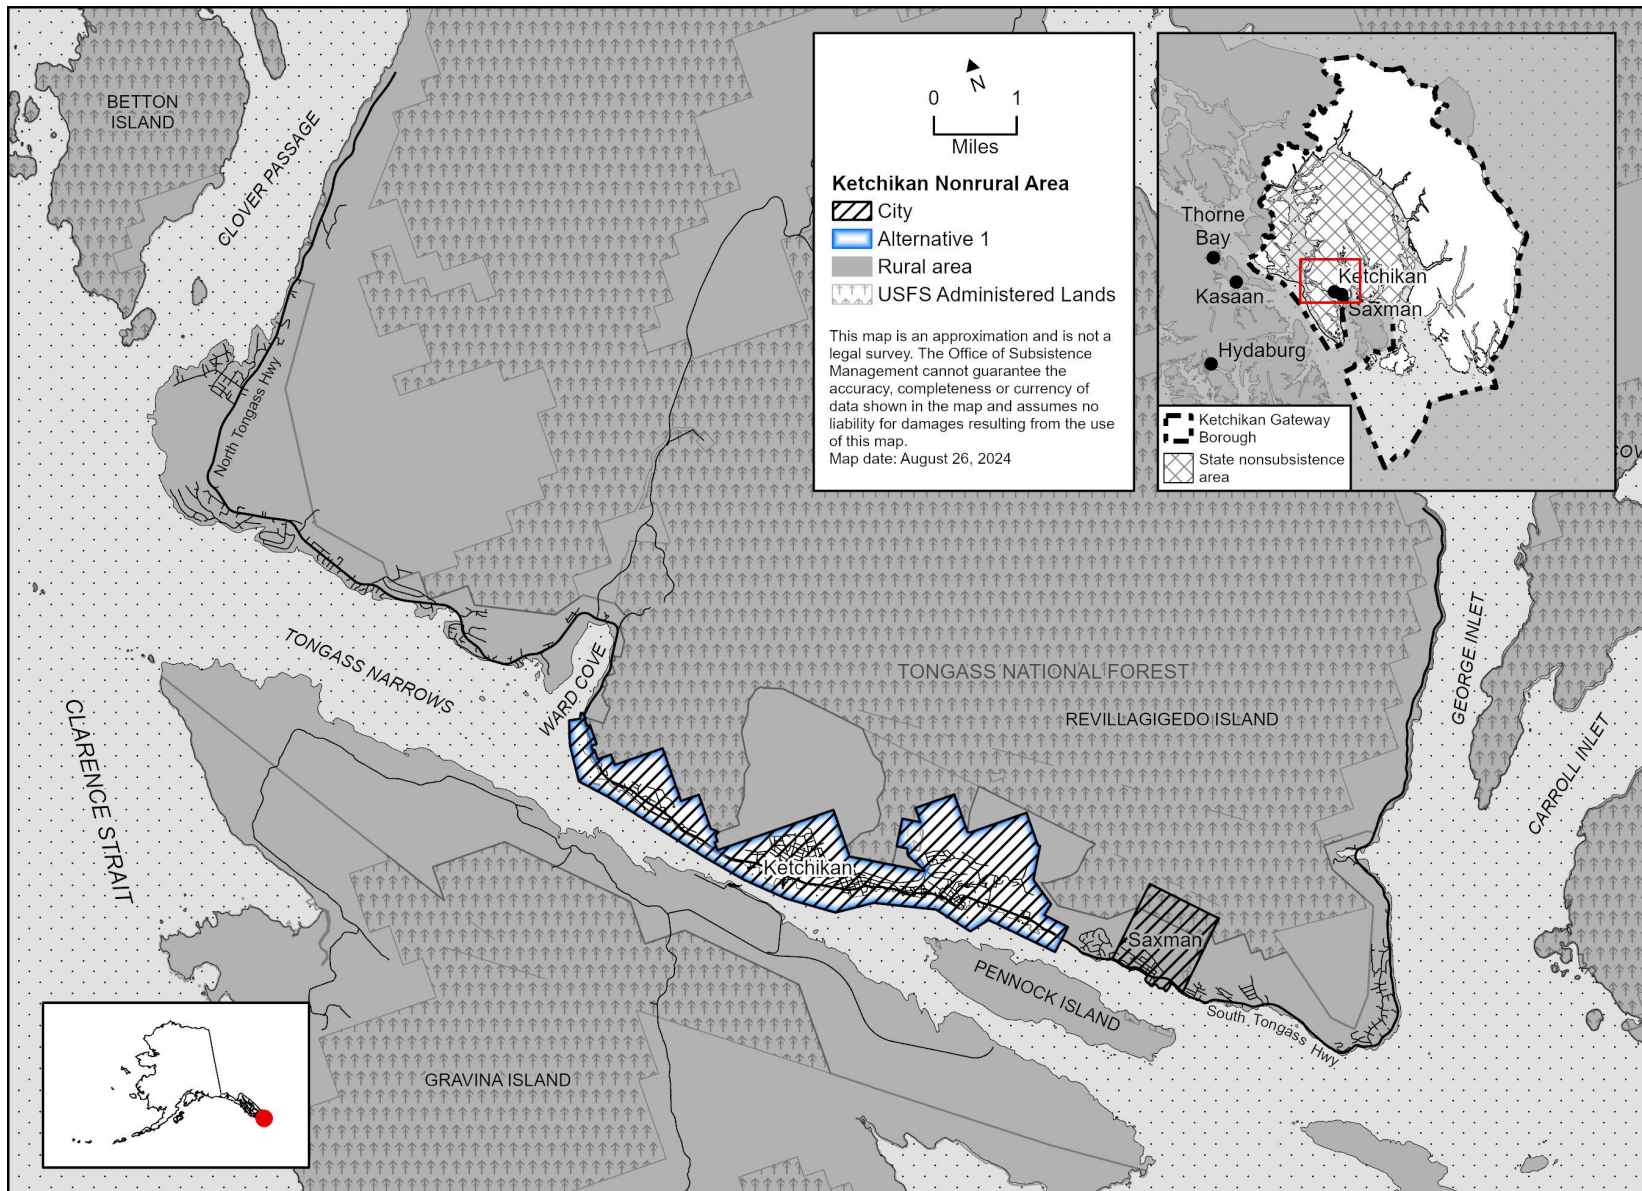 BETTON
ISLAND
CLOVER PASSAGE
North Tongass Hwy
N
0 1
Miles
Ketchikan Nonrural Area
City
Alternative 1
Rural area
USFS Administered Lands
This map is an approximation and is not a
legal survey. The Office of Subsistence
Management cannot guarantee the
accuracy, completeness or currency of
data shown in the map and assumes no
liability for damages resulting from the use
of this map.
Map date: August 26, 2024
Thorne
Bay
Kasaan
Ketchikan
Saxman
Hydaburg
Ketchikan Gateway
Borough
State nonsubsistence
area
TONGASS NARROWS
WARD COVE
CLARENCE STRAIT
TONGASS NATIONAL FOREST
REVILLAGIGEDO ISLAND
GEORGE INLET
CARROLL INLET
Ketchikan
Saxman
PENNOCK ISLAND
South Tongass Hwy
GRAVINA ISLAND